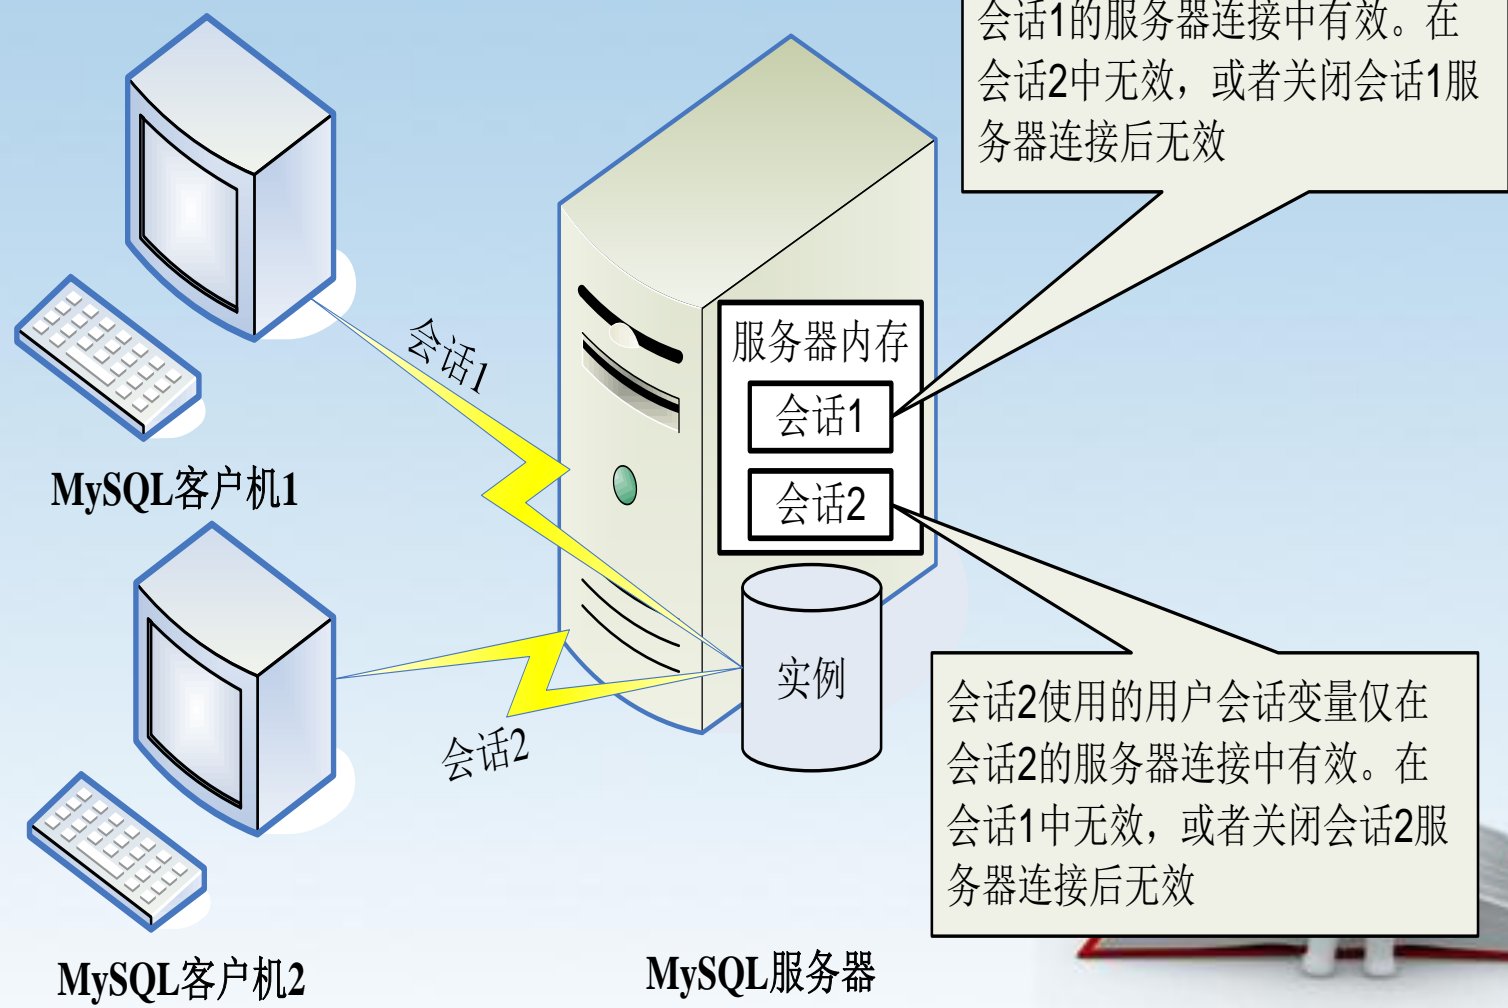 会话1的服务器连接中有效。在
会话2中无效，或者关闭会话1服
务器连接后无效
服务器内存
会话1
会话1
会话2
MySQL客户机1
实例
会话2使用的用户会话变量仅在
会话2的服务器连接中有效。在
会话1中无效，或者关闭会话2服
务器连接后无效
会话2
MySQL客户机2
MySQL服务器